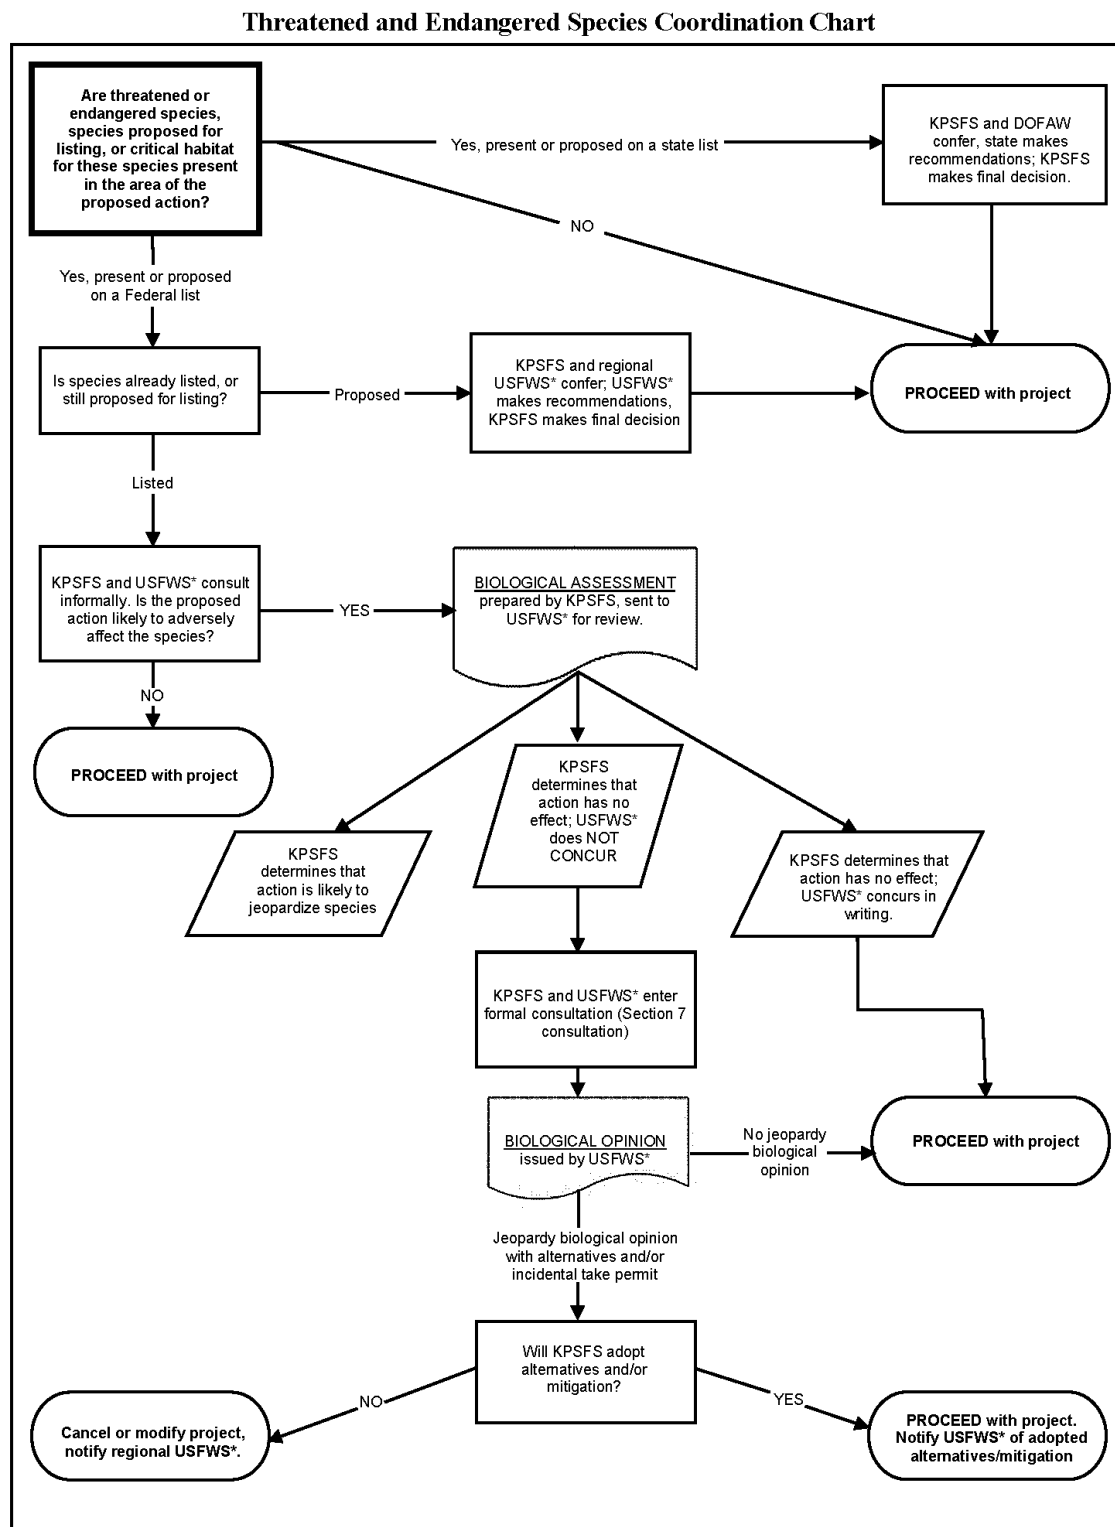 Threatened and Endangered Species Coordination Chart
Are threatened or
endangered species,
species proposed for
listing, or critical habitat
for these species present
in the area of the
proposed action?
Yes, present or proposed on a state list
KPSFS and DOFAW
confer, state makes
recommendations; KPSFS
makes final decision.
NO
Yes, present or proposed
on a Federal list
Is species already listed, or
still proposed for listing?
Proposed
KPSFS and regional
USFWS* confer; USFWS*
makes recommendations,
KPSFS makes final decision
PROCEED with project
Listed
KPSFS and USFWS* consult
informally. Is the proposed
action likely to adversely
affect the species?
YES
BIOLOGICAL ASSESSMENT
prepared by KPSFS, sent to
USFWS* for review.
NO
PROCEED with project
KPSFS
determines that
action is likely to
jeopardize species
KPSFS
determines that
action has no
effect; USFWS*
does NOT
CONCUR
KPSFS determines that
action has no effect;
USFWS* concurs in
writing.
KPSFS and USFWS* enter
formal consultation (Section 7
consultation)
BIOLOGICAL OPINION
issued by USFWS*
No jeopardy
biological
opinion
PROCEED with project
Jeopardy biological opinion
with alternatives and/or
incidental take permit
Will KPSFS adopt
alternatives and/or
mitigation?
NO
YES
Cancel or modify project,
notify regional USFWS*.
PROCEED with project.
Notify USFWS* of adopted
alternatives/mitigation